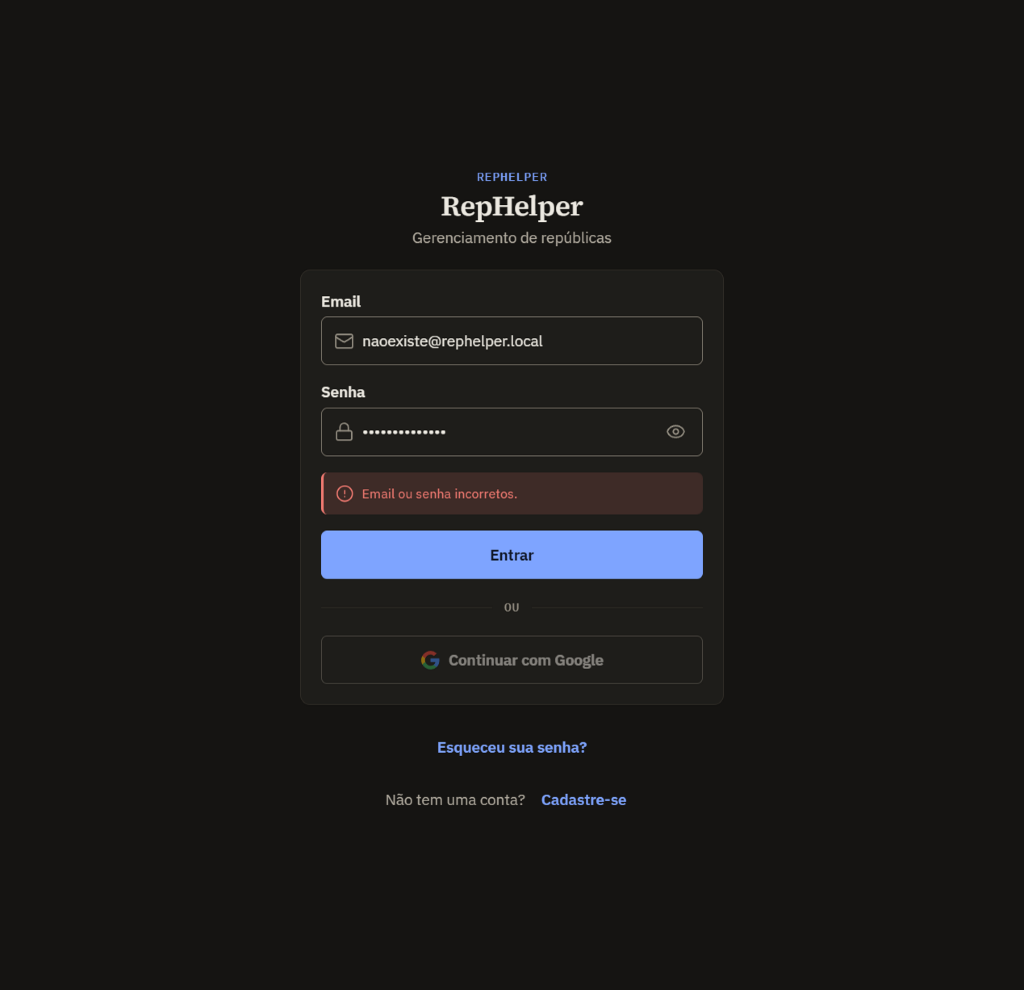 REPHELPER
RepHelper
Gerenciamento de repúblicas
Email
naoexiste@rephelper.local
Senha
••••••••••••••
Email ou senha incorretos.
Entrar
OU
Continuar com Google
Esqueceu sua senha?
Não tem uma conta? Cadastre-se